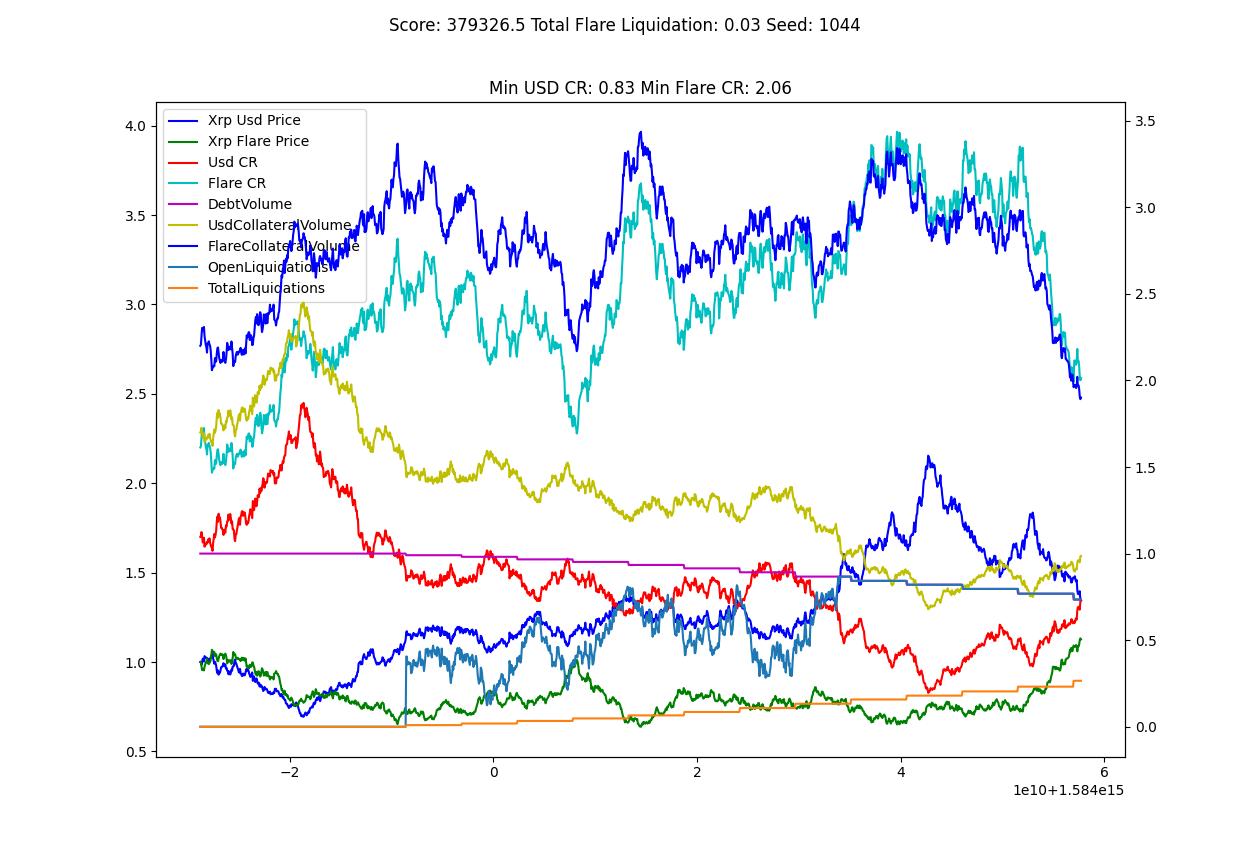 Score: 379326.5 Total Flare Liquidation: 0.03 Seed: 1044
Min USD CR: 0.83 Min Flare CR: 2.06
Xrp Usd Price
Xrp Flare Price
Usd CR
Flare CR
DebtVolume
UsdCollateralVolume
FlareCollateralVolume
OpenLiquidations
TotalLiquidations
4.0
3.5
3.0
2.5
2.0
1.5
1.0
0.5
3.5
3.0
2.5
2.0
1.5
1.0
0.5
0.0
−2
0
2
4
6
1e10+1.584e15